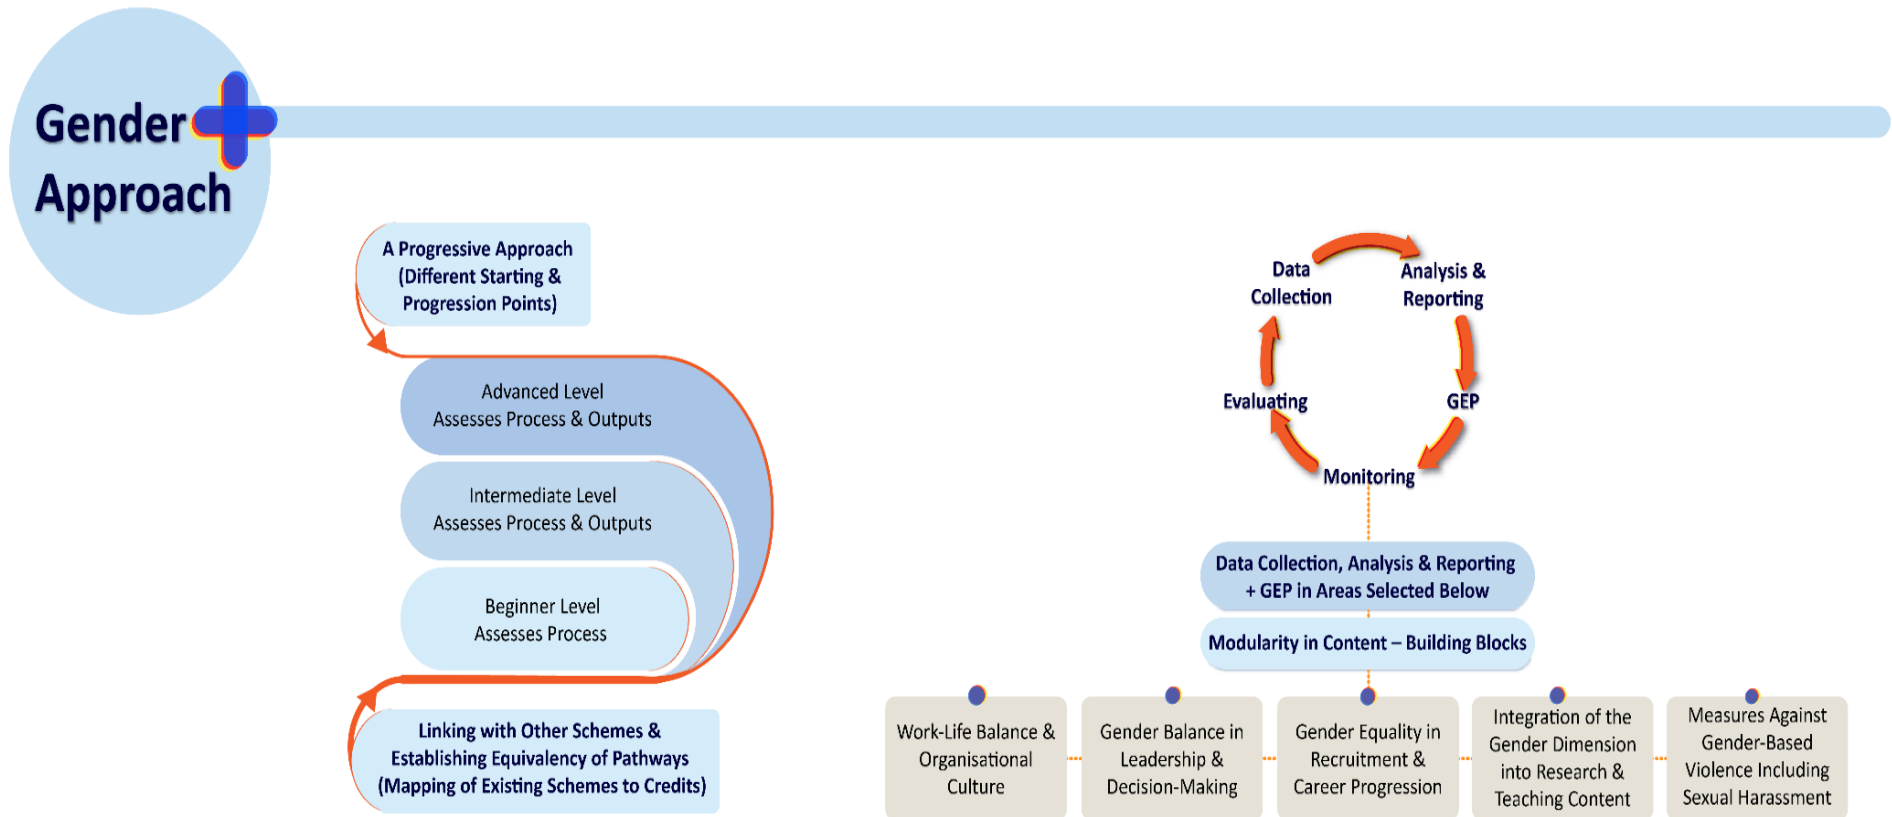 Gender
Approach
A Progressive Approach
(Different Starting &
Progression Points)
Advanced Level
Assesses Process & Outputs
Intermediate Level
Assesses Process & Outputs
Beginner Level
Assesses Process
Linking with Other Schemes &
Establishing Equivalency of Pathways
(Mapping of Existing Schemes to Credits)
Data
Collection
Analysis &
Reporting
GEP
Monitoring
Evaluating
Data Collection, Analysis & Reporting
+ GEP in Areas Selected Below
Modularity in Content – Building Blocks
Work-Life Balance &
Organisational
Culture
Gender Balance in
Leadership &
Decision-Making
Gender Equality in
Recruitment &
Career Progression
Integration of the
Gender Dimension
into Research &
Teaching Content
Measures Against
Gender-Based
Violence Including
Sexual Harassment